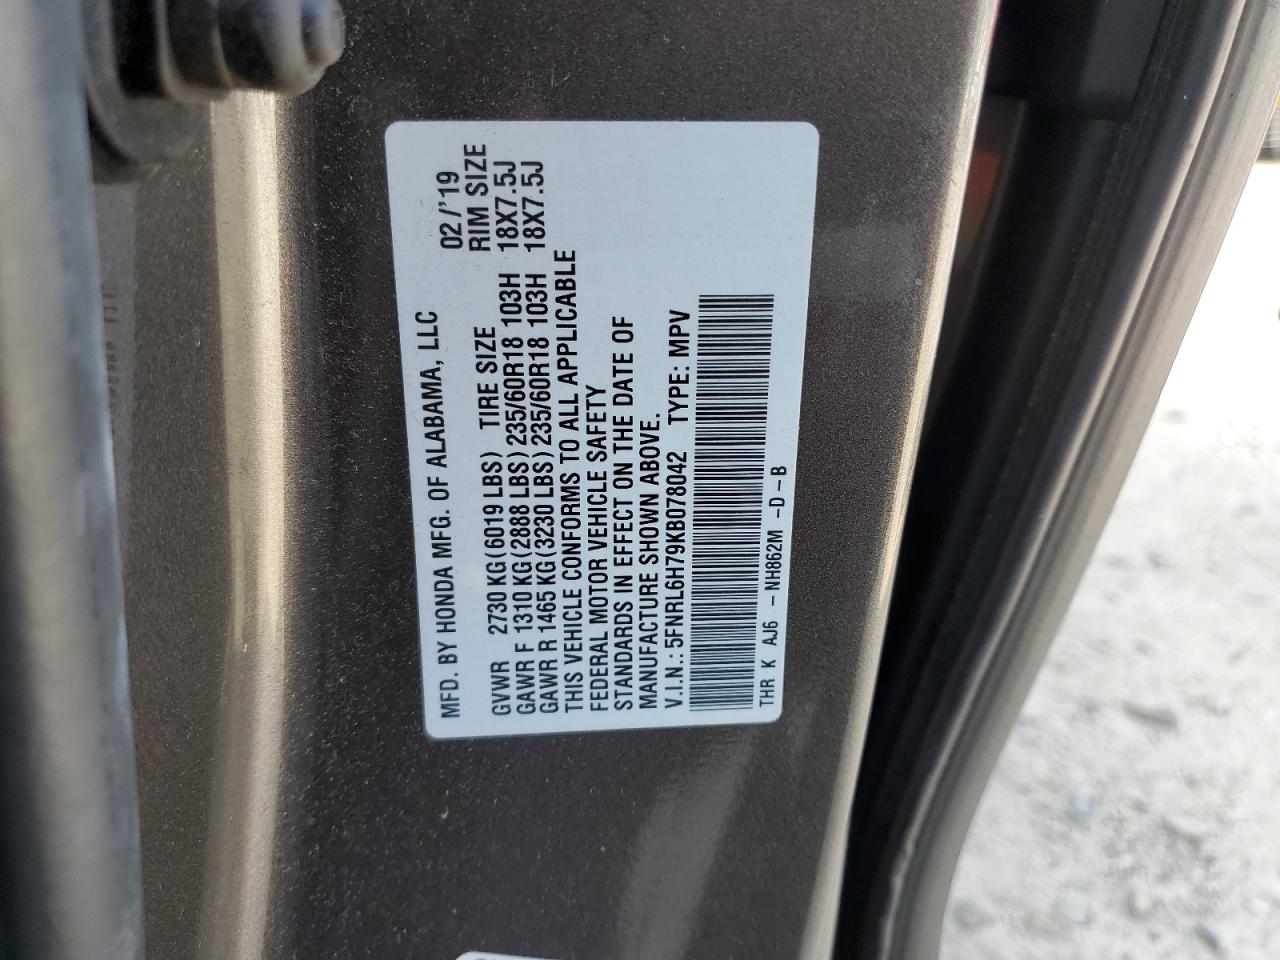 MFD. BY HONDA MFG. OF ALABAMA, LLC 02/'19
TIRE SIZE RIM SIZE
GVWR 2730 KG(6019 LBS)
GAWR F 1310 KG(2888 LBS) 235/60R18 103H 18X7.5J
GAWR R 1465 KG(3230 LBS) 235/60R18 103H 18X7.5J
THIS VEHICLE CONFORMS TO ALL APPLICABLE
FEDERAL MOTOR VEHICLE SAFETY
STANDARDS IN EFFECT ON THE DATE OF
MANUFACTURE SHOWN ABOVE.
V.I.N.: 5FNRL6H79KB078042 TYPE: MPV
THR K AJ6 - NH862M -D-B